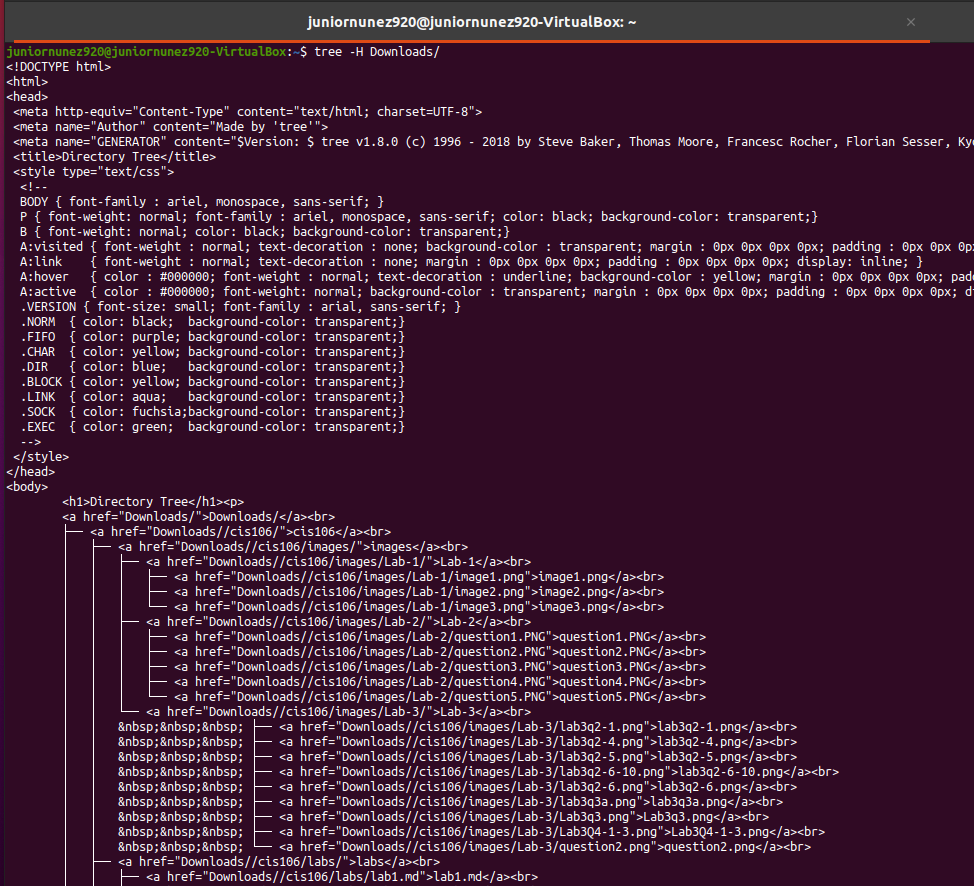 juniornunez920@juniornunez920-VirtualBox: ~
juniornunez920@juniornunez920-VirtualBox:~$ tree -H Downloads/
<!DOCTYPE html>
<html>
<head>
 <meta http-equiv="Content-Type" content="text/html; charset=UTF-8">
 <meta name="Author" content="Made by 'tree'">
 <meta name="GENERATOR" content="$Version: $ tree v1.8.0 (c) 1996 - 2018 by Steve Baker, Thomas Moore, Francesc Rocher, Florian Sesser, Kyo
 <title>Directory Tree</title>
 <style type="text/css">
  <!--
  BODY { font-family : ariel, monospace, sans-serif; }
  P { font-weight: normal; font-family : ariel, monospace, sans-serif; color: black; background-color: transparent;}
  B { font-weight: normal; color: black; background-color: transparent;}
  A:visited { font-weight : normal; text-decoration : none; background-color : transparent; margin : 0px 0px 0px 0px; padding : 0px 0px 0px
  A:link    { font-weight : normal; text-decoration : none; margin : 0px 0px 0px 0px; padding : 0px 0px 0px 0px; display: inline; }
  A:hover   { color : #000000; font-weight : normal; text-decoration : underline; background-color : yellow; margin : 0px 0px 0px 0px; pad
  A:active  { color : #000000; font-weight: normal; background-color : transparent; margin : 0px 0px 0px 0px; padding : 0px 0px 0px 0px; di
  .VERSION { font-size: small; font-family : arial, sans-serif; }
  .NORM  { color: black;  background-color: transparent;}
  .FIFO  { color: purple; background-color: transparent;}
  .CHAR  { color: yellow; background-color: transparent;}
  .DIR   { color: blue;   background-color: transparent;}
  .BLOCK { color: yellow; background-color: transparent;}
  .LINK  { color: aqua;   background-color: transparent;}
  .SOCK  { color: fuchsia;background-color: transparent;}
  .EXEC  { color: green;  background-color: transparent;}
  -->
 </style>
</head>
<body>
	<h1>Directory Tree</h1><p>
	<a href="Downloads/">Downloads/</a><br>
	├── <a href="Downloads//cis106/">cis106</a><br>
	│   ├── <a href="Downloads//cis106/images/">images</a><br>
	│   │   ├── <a href="Downloads//cis106/images/Lab-1/">Lab-1</a><br>
	│   │   │   ├── <a href="Downloads//cis106/images/Lab-1/image1.png">image1.png</a><br>
	│   │   │   ├── <a href="Downloads//cis106/images/Lab-1/image2.png">image2.png</a><br>
	│   │   │   └── <a href="Downloads//cis106/images/Lab-1/image3.png">image3.png</a><br>
	│   │   ├── <a href="Downloads//cis106/images/Lab-2/">Lab-2</a><br>
	│   │   │   ├── <a href="Downloads//cis106/images/Lab-2/question1.PNG">question1.PNG</a><br>
	│   │   │   ├── <a href="Downloads//cis106/images/Lab-2/question2.PNG">question2.PNG</a><br>
	│   │   │   ├── <a href="Downloads//cis106/images/Lab-2/question3.PNG">question3.PNG</a><br>
	│   │   │   ├── <a href="Downloads//cis106/images/Lab-2/question4.PNG">question4.PNG</a><br>
	│   │   │   └── <a href="Downloads//cis106/images/Lab-2/question5.PNG">question5.PNG</a><br>
	│   │   └── <a href="Downloads//cis106/images/Lab-3/">Lab-3</a><br>
	│   │   &nbsp;&nbsp;&nbsp; ├── <a href="Downloads//cis106/images/Lab-3/lab3q2-1.png">lab3q2-1.png</a><br>
	│   │   &nbsp;&nbsp;&nbsp; ├── <a href="Downloads//cis106/images/Lab-3/lab3q2-4.png">lab3q2-4.png</a><br>
	│   │   &nbsp;&nbsp;&nbsp; ├── <a href="Downloads//cis106/images/Lab-3/lab3q2-5.png">lab3q2-5.png</a><br>
	│   │   &nbsp;&nbsp;&nbsp; ├── <a href="Downloads//cis106/images/Lab-3/lab3q2-6-10.png">lab3q2-6-10.png</a><br>
	│   │   &nbsp;&nbsp;&nbsp; ├── <a href="Downloads//cis106/images/Lab-3/lab3q2-6.png">lab3q2-6.png</a><br>
	│   │   &nbsp;&nbsp;&nbsp; ├── <a href="Downloads//cis106/images/Lab-3/lab3q3a.png">lab3q3a.png</a><br>
	│   │   &nbsp;&nbsp;&nbsp; ├── <a href="Downloads//cis106/images/Lab-3/Lab3q3.png">Lab3q3.png</a><br>
	│   │   &nbsp;&nbsp;&nbsp; ├── <a href="Downloads//cis106/images/Lab-3/Lab3Q4-1-3.png">Lab3Q4-1-3.png</a><br>
	│   │   &nbsp;&nbsp;&nbsp; └── <a href="Downloads//cis106/images/Lab-3/question2.png">question2.png</a><br>
	│   ├── <a href="Downloads//cis106/labs/">labs</a><br>
	│   │   ├── <a href="Downloads//cis106/labs/lab1.md">lab1.md</a><br>